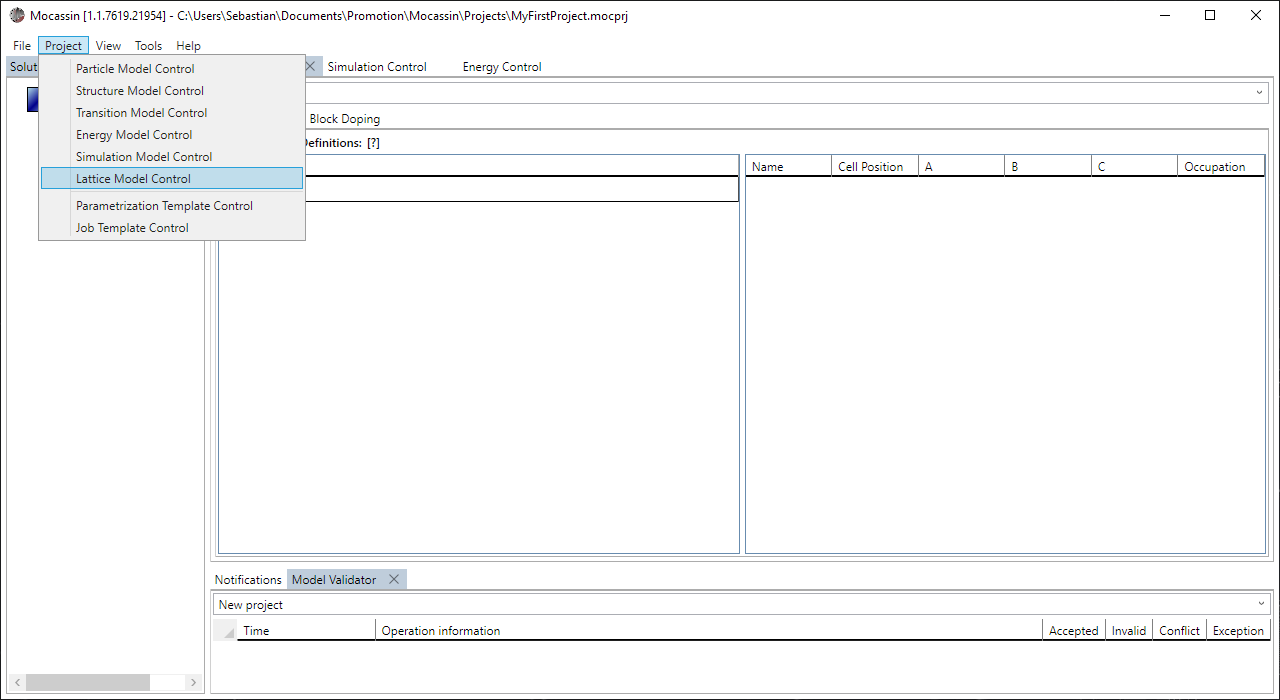 Mocassin [1.1.7619.21954] - C:\Users\Sebastian\Documents\Promotion\Mocassin\Projects\MyFirstProject.mocprj
File Project View Tools Help
Solut Simulation Control Energy Control
Particle Model Control
Structure Model Control
Transition Model Control
Block Doping
Energy Model Control
Definitions: [?]
Simulation Model Control
Name Cell Position A B C Occupation
Lattice Model Control
Parametrization Template Control
Job Template Control
Notifications Model Validator
New project
Time Operation information Accepted Invalid Conflict Exception